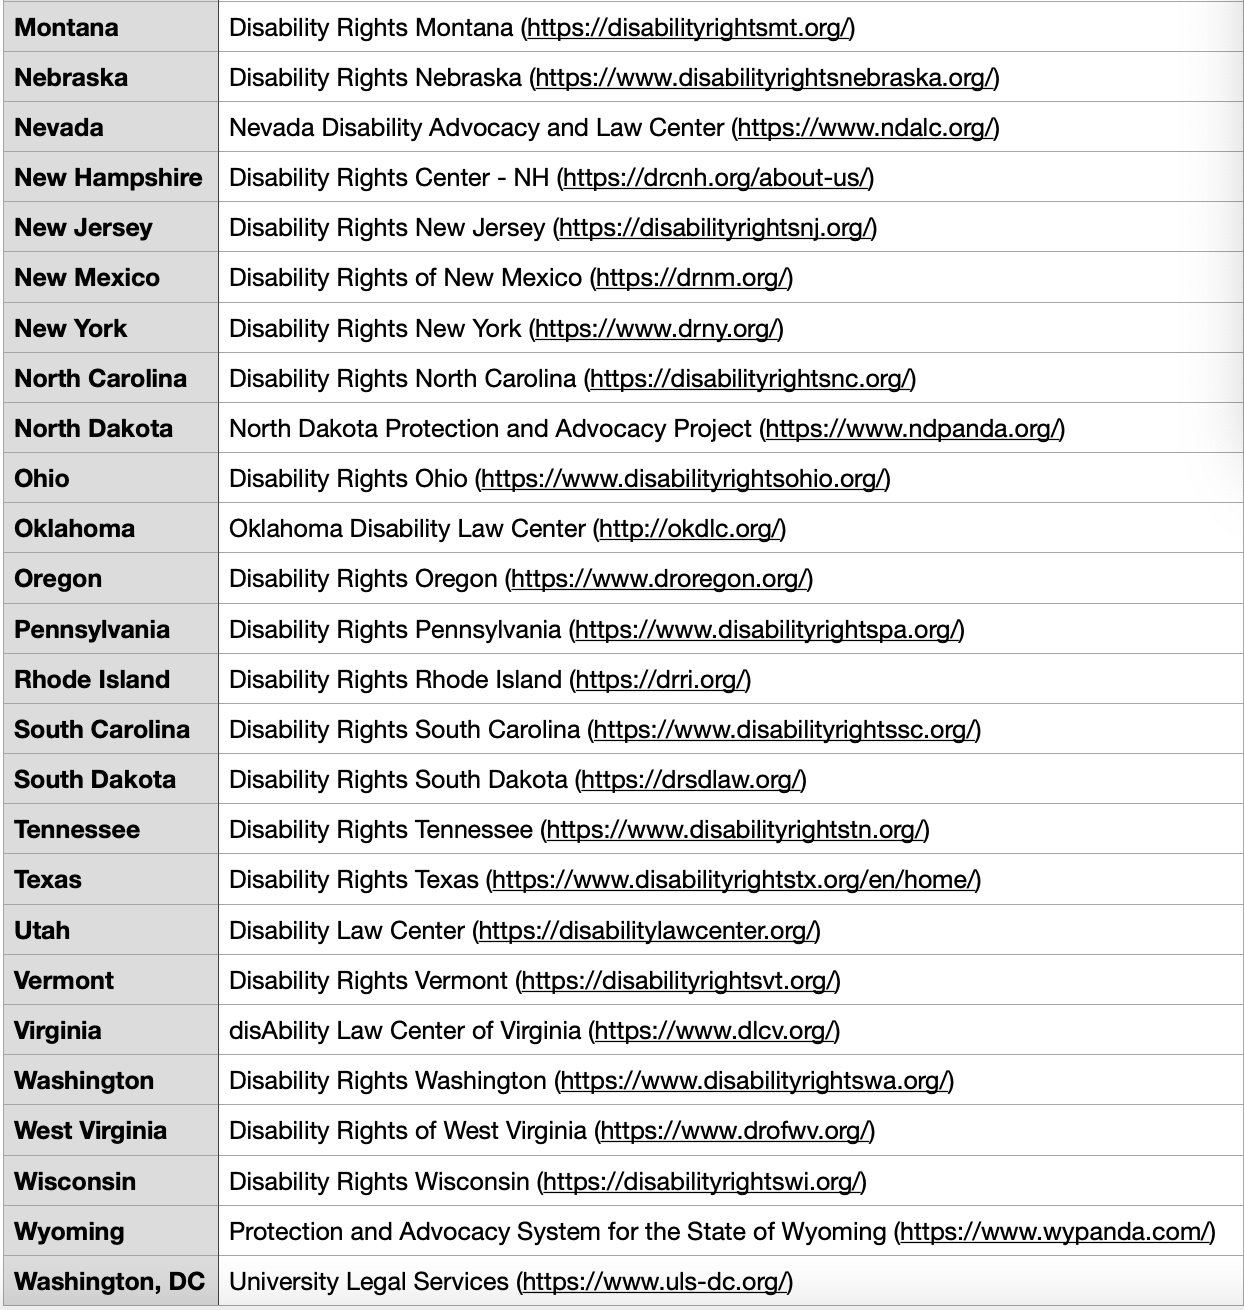 Montana Disability Rights Montana (https://disabilityrightsmt.org/)
Nebraska Disability Rights Nebraska (https://www.disabilityrightsnebraska.org/)
Nevada Nevada Disability Advocacy and Law Center (https://www.ndalc.org/)
New Hampshire Disability Rights Center - NH (https://drcnh.org/about-us/)
New Jersey Disability Rights New Jersey (https://disabilityrightsnj.org/)
New Mexico Disability Rights of New Mexico (https://drnm.org/)
New York Disability Rights New York (https://www.drny.org/)
North Carolina Disability Rights North Carolina (https://disabilityrightsnc.org/)
North Dakota North Dakota Protection and Advocacy Project (https://www.ndpanda.org/)
Ohio Disability Rights Ohio (https://www.disabilityrightsohio.org/)
Oklahoma Oklahoma Disability Law Center (http://okdlc.org/)
Oregon Disability Rights Oregon (https://www.droregon.org/)
Pennsylvania Disability Rights Pennsylvania (https://www.disabilityrightspa.org/)
Rhode Island Disability Rights Rhode Island (https://drri.org/)
South Carolina Disability Rights South Carolina (https://www.disabilityrightssc.org/)
South Dakota Disability Rights South Dakota (https://drsdlaw.org/)
Tennessee Disability Rights Tennessee (https://www.disabilityrightstn.org/)
Texas Disability Rights Texas (https://www.disabilityrightstx.org/en/home/)
Utah Disability Law Center (https://disabilitylawcenter.org/)
Vermont Disability Rights Vermont (https://disabilityrightsvt.org/)
Virginia disAbility Law Center of Virginia (https://www.dlcv.org/)
Washington Disability Rights Washington (https://www.disabilityrightswa.org/)
West Virginia Disability Rights of West Virginia (https://www.drofwv.org/)
Wisconsin Disability Rights Wisconsin (https://disabilityrightswi.org/)
Wyoming Protection and Advocacy System for the State of Wyoming (https://www.wypanda.com/)
Washington, DC University Legal Services (https://www.uls-dc.org/)